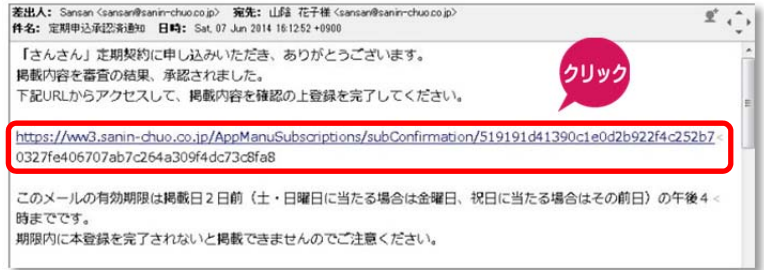 差出人: Sansan <sansan@sanin-chuo.co.jp> 宛先: 山陰 花子様 <sansan@sanin-chuo.co.jp>
件名: 定期申込承認済通知 日時: Sat, 07 Jun 2014 16:12:52 +0900
「さんさん」定期契約に申し込みいただき、ありがとうございます。
掲載内容を審査の結果、承認されました。
下記URLからアクセスして、掲載内容を確認の上登録を完了してください。
クリック
https://ww3.sanin-chuo.co.jp/AppManuSubscriptions/subConfirmation/519191d41390c1e0d2b922f4c252b7
0327fe406707ab7c264a309f4dc73c8fa8
このメールの有効期限は掲載日2日前（土・日曜日に当たる場合は金曜日、祝日に当たる場合はその前日）の午後4
時までです。
期限内に本登録を完了されないと掲載できませんのでご注意ください。